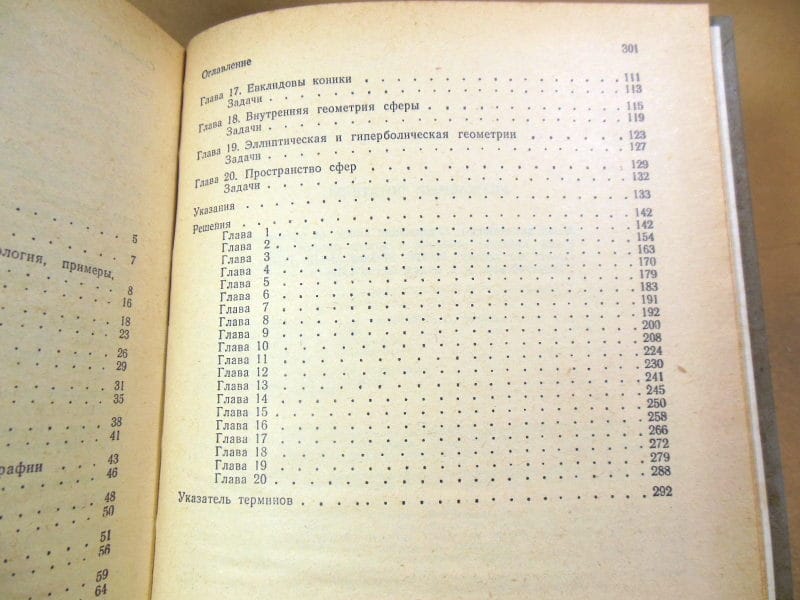 5
7
ология, примеры,
8
16
18
23
26
29
31
35
38
41
рафии . . . 43
46
48
50
51
56
59
64
Оглавление 301
Глава 17. Евклидовы коники . . . 111
Задачи . . . 113
Глава 18. Внутренняя геометрия сферы . . . 115
Задачи . . . 119
Глава 19. Эллиптическая и гиперболическая геометрии . . . 123
Задачи . . . 127
Глава 20. Пространство сфер . . . 129
Задачи . . . 132
Указания . . . 133
Решения . . . 142
Глава 1 . . . 142
Глава 2 . . . 154
Глава 3 . . . 163
Глава 4 . . . 170
Глава 5 . . . 179
Глава 6 . . . 183
Глава 7 . . . 191
Глава 8 . . . 192
Глава 9 . . . 200
Глава 10 . . . 208
Глава 11 . . . 224
Глава 12 . . . 230
Глава 13 . . . 241
Глава 14 . . . 245
Глава 15 . . . 250
Глава 16 . . . 258
Глава 17 . . . 266
Глава 18 . . . 272
Глава 19 . . . 279
Глава 20 . . . 288
Указатель терминов . . . 292